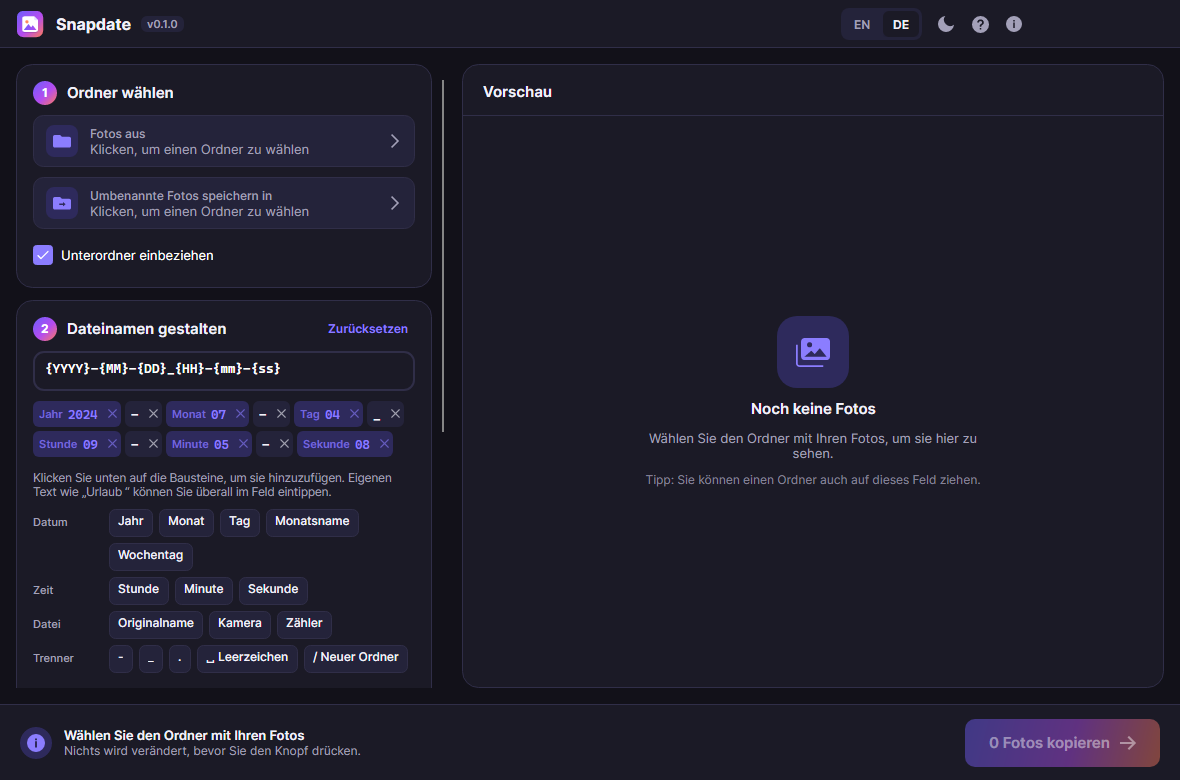 Snapdate v0.1.0
EN DE
1 Ordner wählen
Fotos aus
Klicken, um einen Ordner zu wählen
Umbenannte Fotos speichern in
Klicken, um einen Ordner zu wählen
Unterordner einbeziehen
2 Dateinamen gestalten Zurücksetzen
{YYYY}-{MM}-{DD}_{HH}-{mm}-{ss}
Jahr 2024 × - × Monat 07 × - × Tag 04 × _ ×
Stunde 09 × - × Minute 05 × - × Sekunde 08 ×
Klicken Sie unten auf die Bausteine, um sie hinzuzufügen. Eigenen
Text wie „Urlaub “ können Sie überall im Feld eintippen.
Datum Jahr Monat Tag Monatsname
Wochentag
Zeit Stunde Minute Sekunde
Datei Originalname Kamera Zähler
Trenner - _ . ␣ Leerzeichen / Neuer Ordner
Vorschau
Noch keine Fotos
Wählen Sie den Ordner mit Ihren Fotos, um sie hier zu
sehen.
Tipp: Sie können einen Ordner auch auf dieses Feld ziehen.
Wählen Sie den Ordner mit Ihren Fotos
Nichts wird verändert, bevor Sie den Knopf drücken.
0 Fotos kopieren →